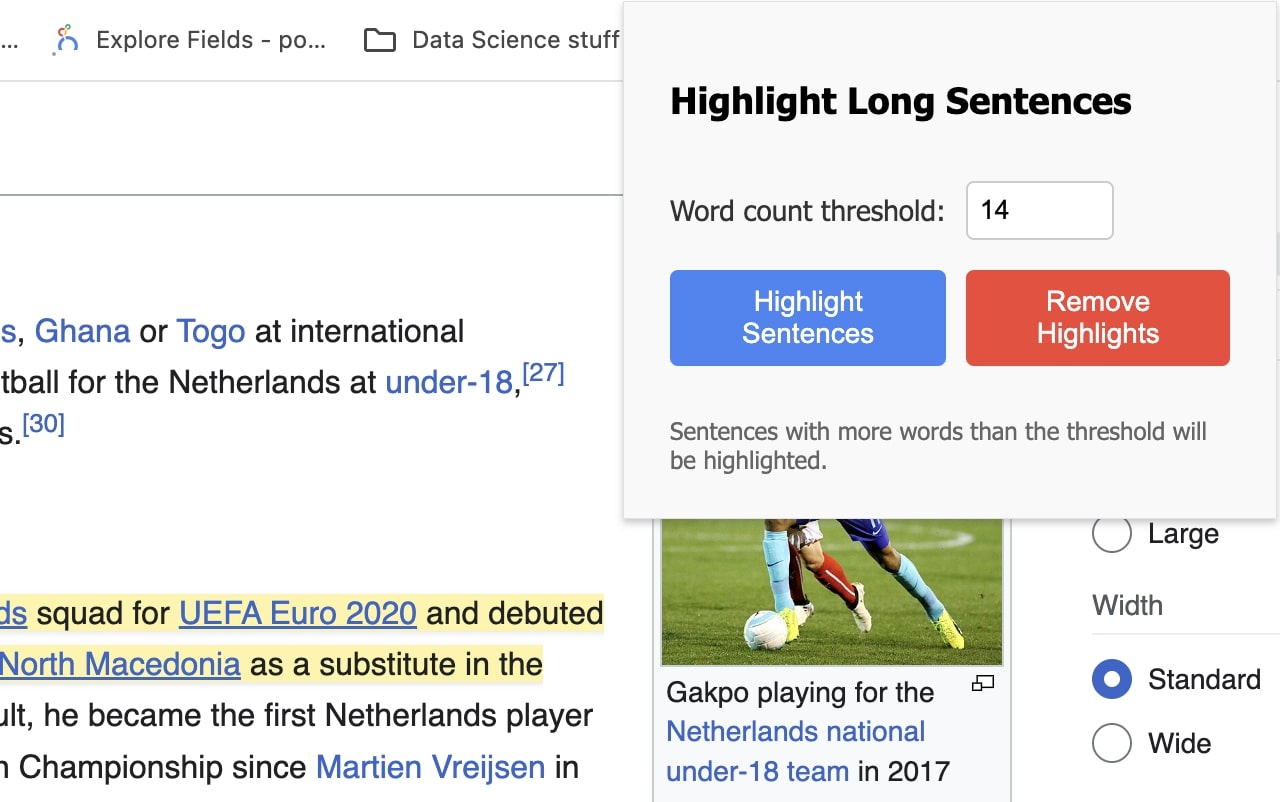 ... Explore Fields - po... Data Science stuff
Highlight Long Sentences
Word count threshold: 14
Highlight
Sentences
Remove
Highlights
Sentences with more words than the threshold will
be highlighted.
s, Ghana or Togo at international
tball for the Netherlands at under-18,[27]
s.[30]
ds squad for UEFA Euro 2020 and debuted
North Macedonia as a substitute in the
ult, he became the first Netherlands player
n Championship since Martien Vreijsen in
Gakpo playing for the
Netherlands national
under-18 team in 2017
Large
Width
Standard
Wide